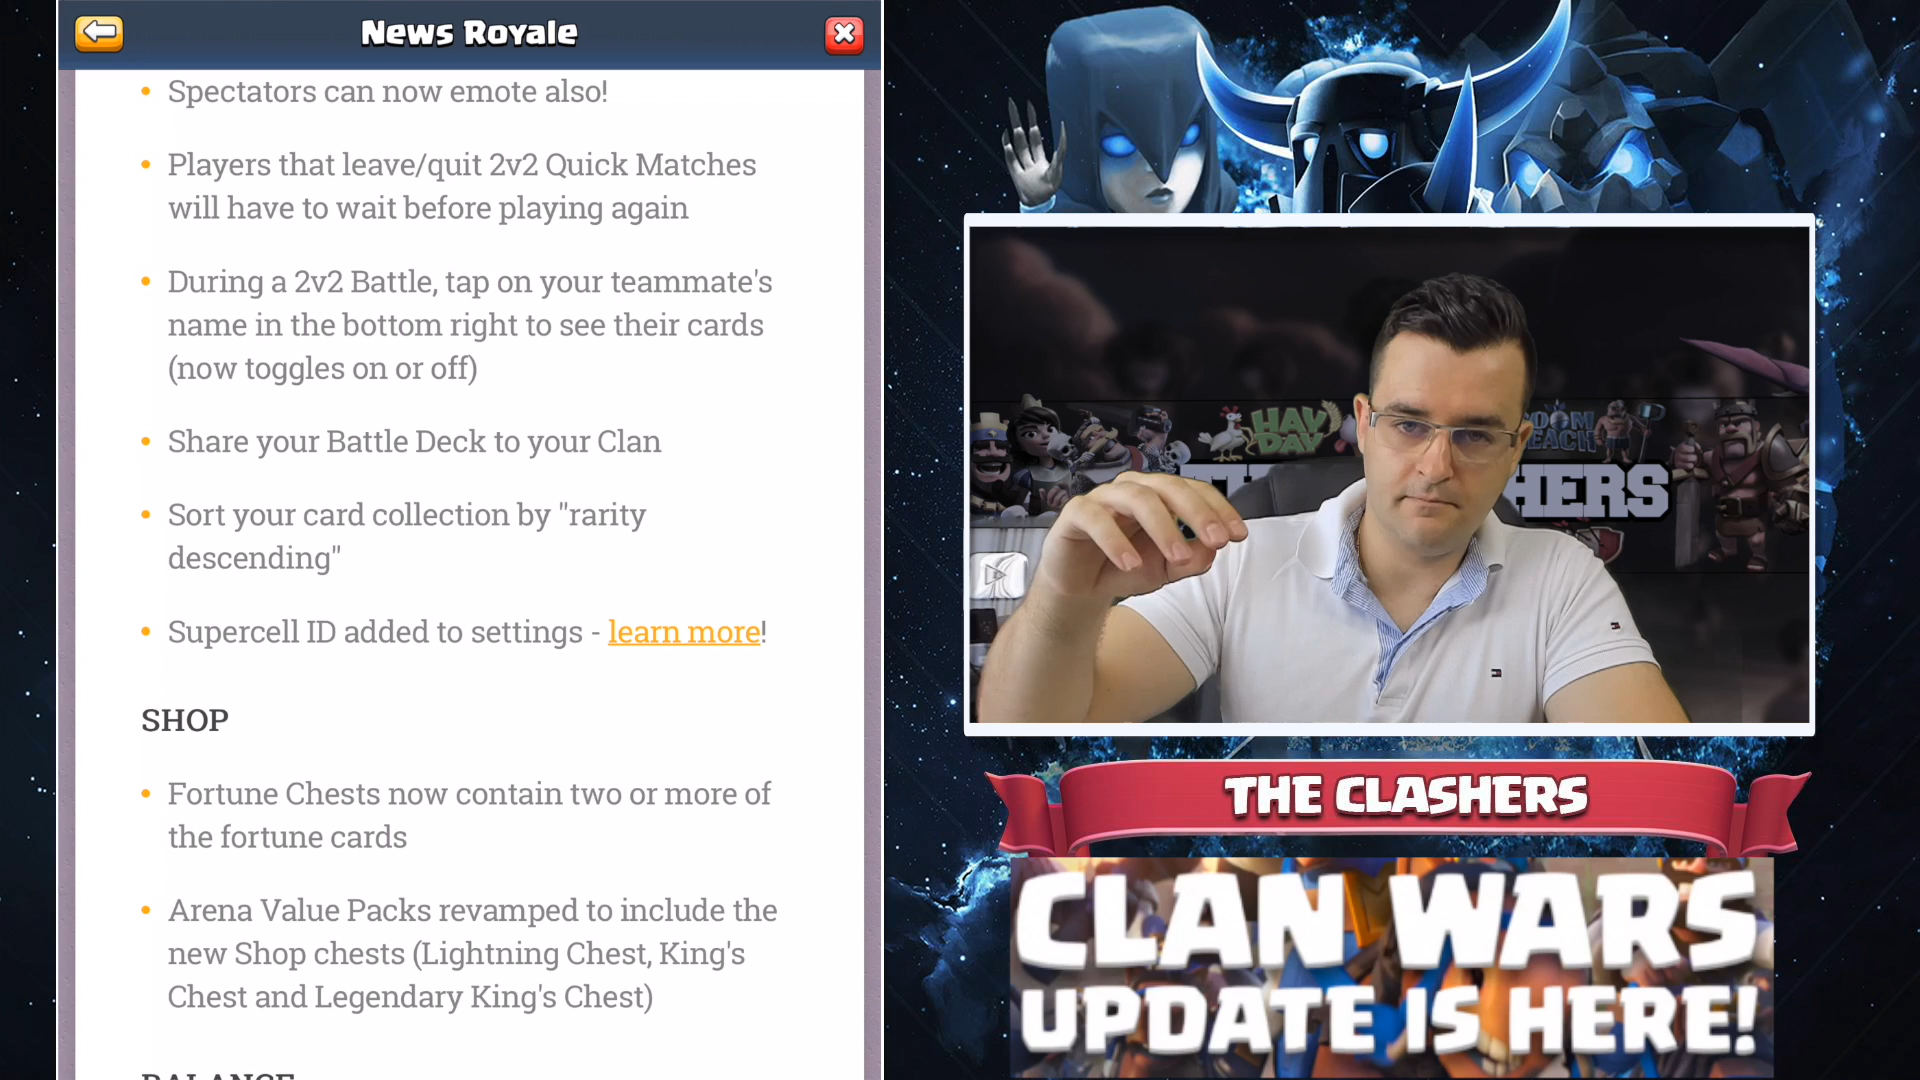 News Royale
Spectators can now emote also!
Players that leave/quit 2v2 Quick Matches
will have to wait before playing again
During a 2v2 Battle, tap on your teammate's
name in the bottom right to see their cards
(now toggles on or off)
Share your Battle Deck to your Clan
Sort your card collection by "rarity
descending"
Supercell ID added to settings - learn more!
SHOP
Fortune Chests now contain two or more of
the fortune cards
Arena Value Packs revamped to include the
new Shop chests (Lightning Chest, King's
Chest and Legendary King's Chest)
BALANCE
HAY
DAY
HERS
THE CLASHERS
CLAN WARS
UPDATE IS HERE!